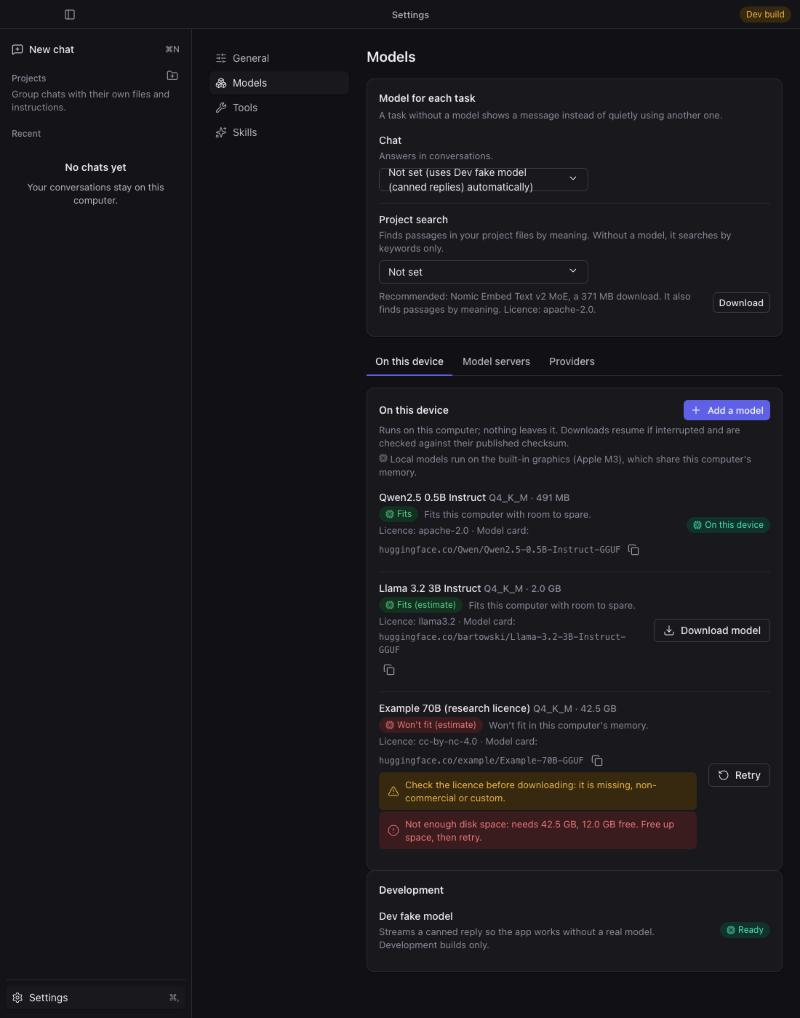 Settings
Dev build
New chat
⌘N
Projects
Group chats with their own files and
instructions.
Recent
No chats yet
Your conversations stay on this
computer.
Settings
⌘,
General
Models
Tools
Skills
Models
Model for each task
A task without a model shows a message instead of quietly using another one.
Chat
Answers in conversations.
Not set (uses Dev fake model
(canned replies) automatically)
Project search
Finds passages in your project files by meaning. Without a model, it searches by
keywords only.
Not set
Recommended: Nomic Embed Text v2 MoE, a 371 MB download. It also
finds passages by meaning. Licence: apache-2.0.
Download
On this device
Model servers
Providers
On this device
Add a model
Runs on this computer; nothing leaves it. Downloads resume if interrupted and are
checked against their published checksum.
Local models run on the built-in graphics (Apple M3), which share this computer's
memory.
Qwen2.5 0.5B Instruct Q4_K_M · 491 MB
Fits Fits this computer with room to spare.
Licence: apache-2.0 · Model card:
huggingface.co/Qwen/Qwen2.5-0.5B-Instruct-GGUF
On this device
Llama 3.2 3B Instruct Q4_K_M · 2.0 GB
Fits (estimate) Fits this computer with room to spare.
Licence: llama3.2 · Model card:
huggingface.co/bartowski/Llama-3.2-3B-Instruct-
GGUF
Download model
Example 70B (research licence) Q4_K_M · 42.5 GB
Won't fit (estimate) Won't fit in this computer's memory.
Licence: cc-by-nc-4.0 · Model card:
huggingface.co/example/Example-70B-GGUF
Check the licence before downloading: it is missing, non-
commercial or custom.
Not enough disk space: needs 42.5 GB, 12.0 GB free. Free up
space, then retry.
Retry
Development
Dev fake model
Streams a canned reply so the app works without a real model.
Development builds only.
Ready